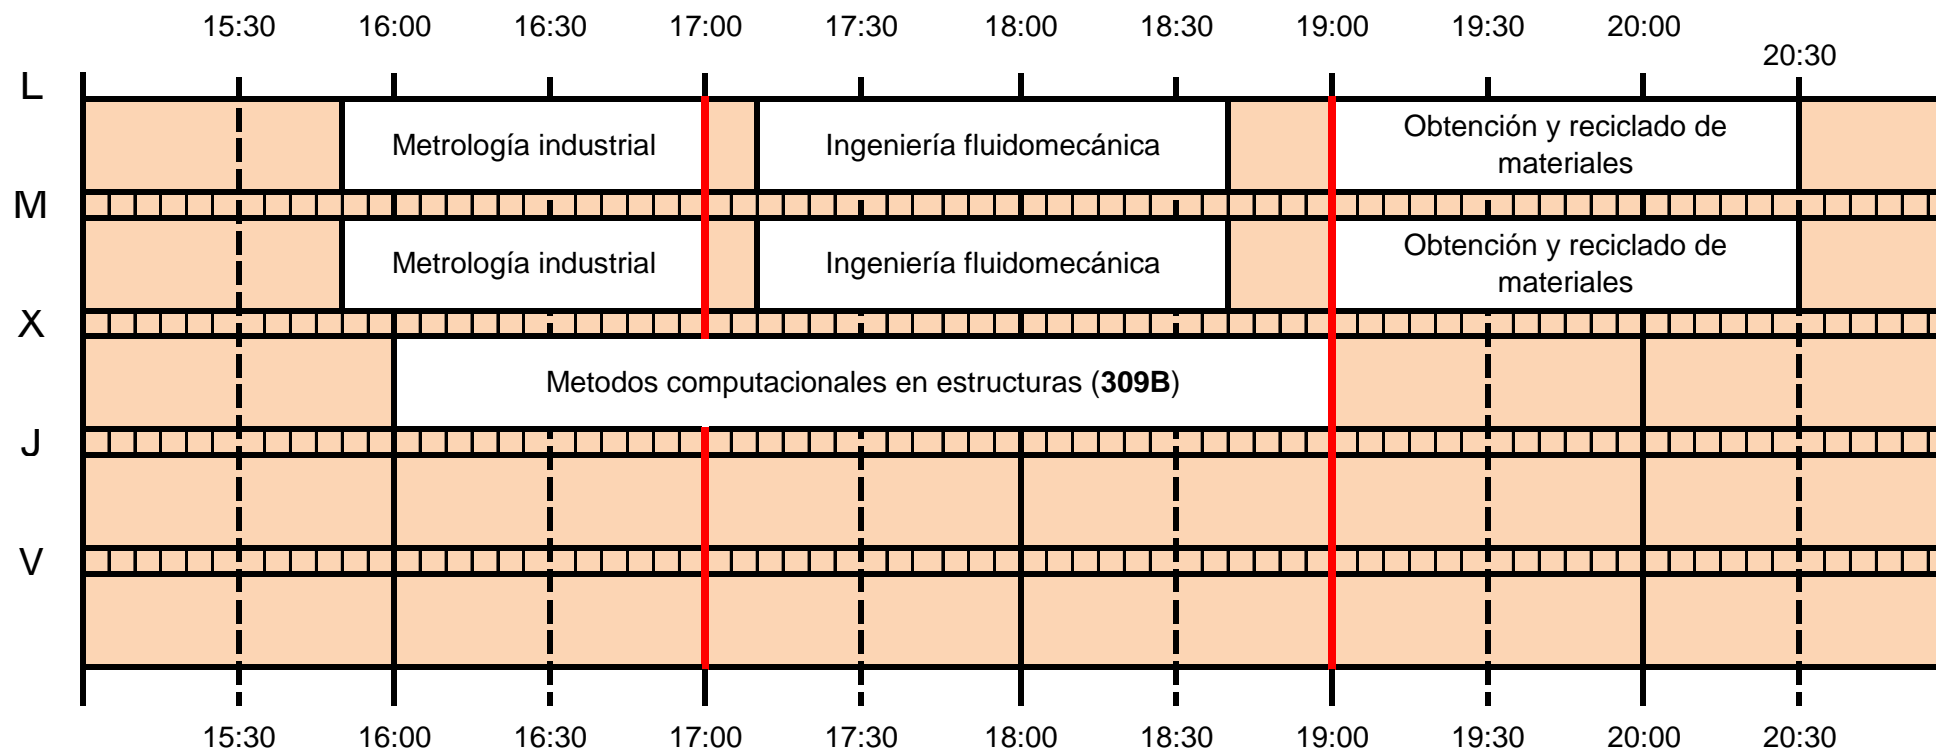 15:30 16:00 16:30 17:00 17:30 18:00 18:30 19:00 19:30 20:00
20:30
L
Metrología industrial Ingeniería fluidomecánica Obtención y reciclado de
materiales
M
Metrología industrial Ingeniería fluidomecánica Obtención y reciclado de
materiales
X
Metodos computacionales en estructuras (309B)
J
V
15:30 16:00 16:30 17:00 17:30 18:00 18:30 19:00 19:30 20:00 20:30